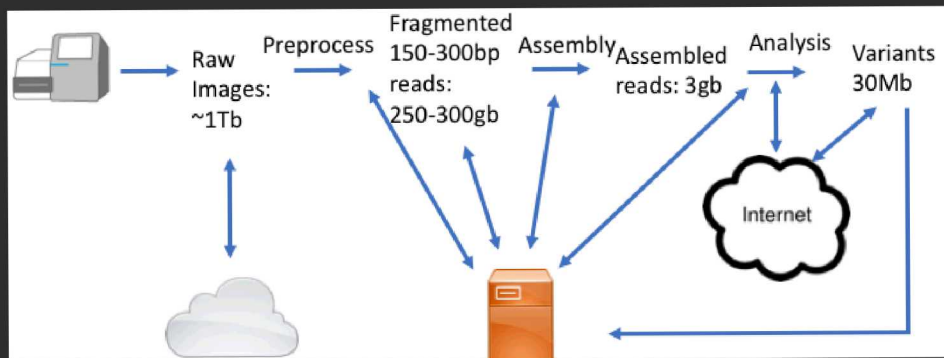 Raw
Images:
~1Tb
Preprocess
Fragmented
150-300bp
reads:
250-300gb
Assembly
Assembled
reads: 3gb
Analysis
Variants
30Mb
Internet